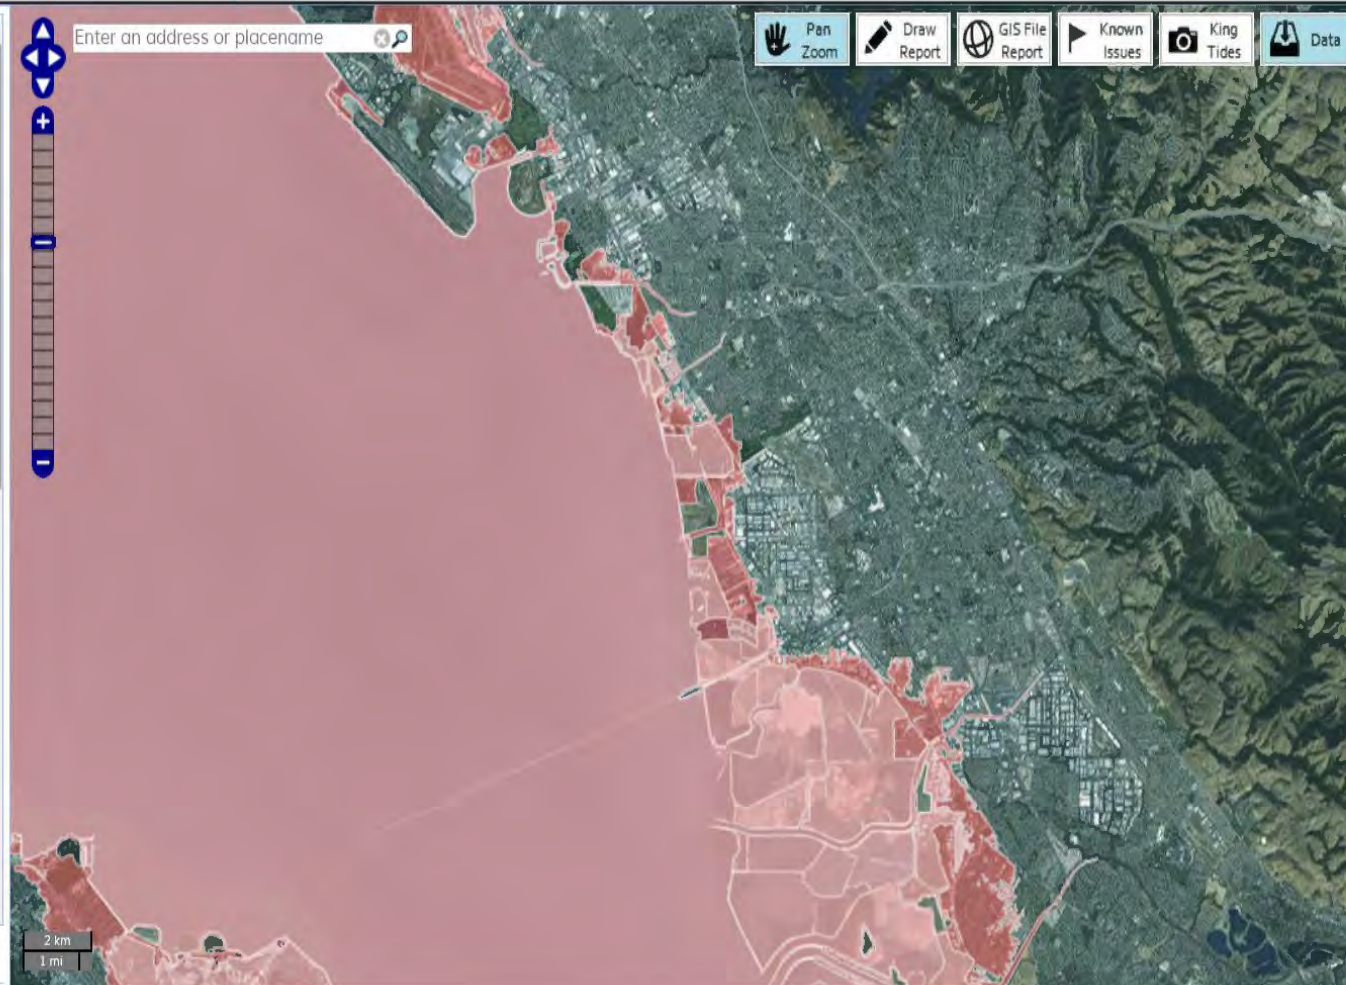 Enter an address or placename
Pan
Zoom
Draw
Report
GIS File
Report
Known
Issues
King
Tides
Data
2 km
1 mi